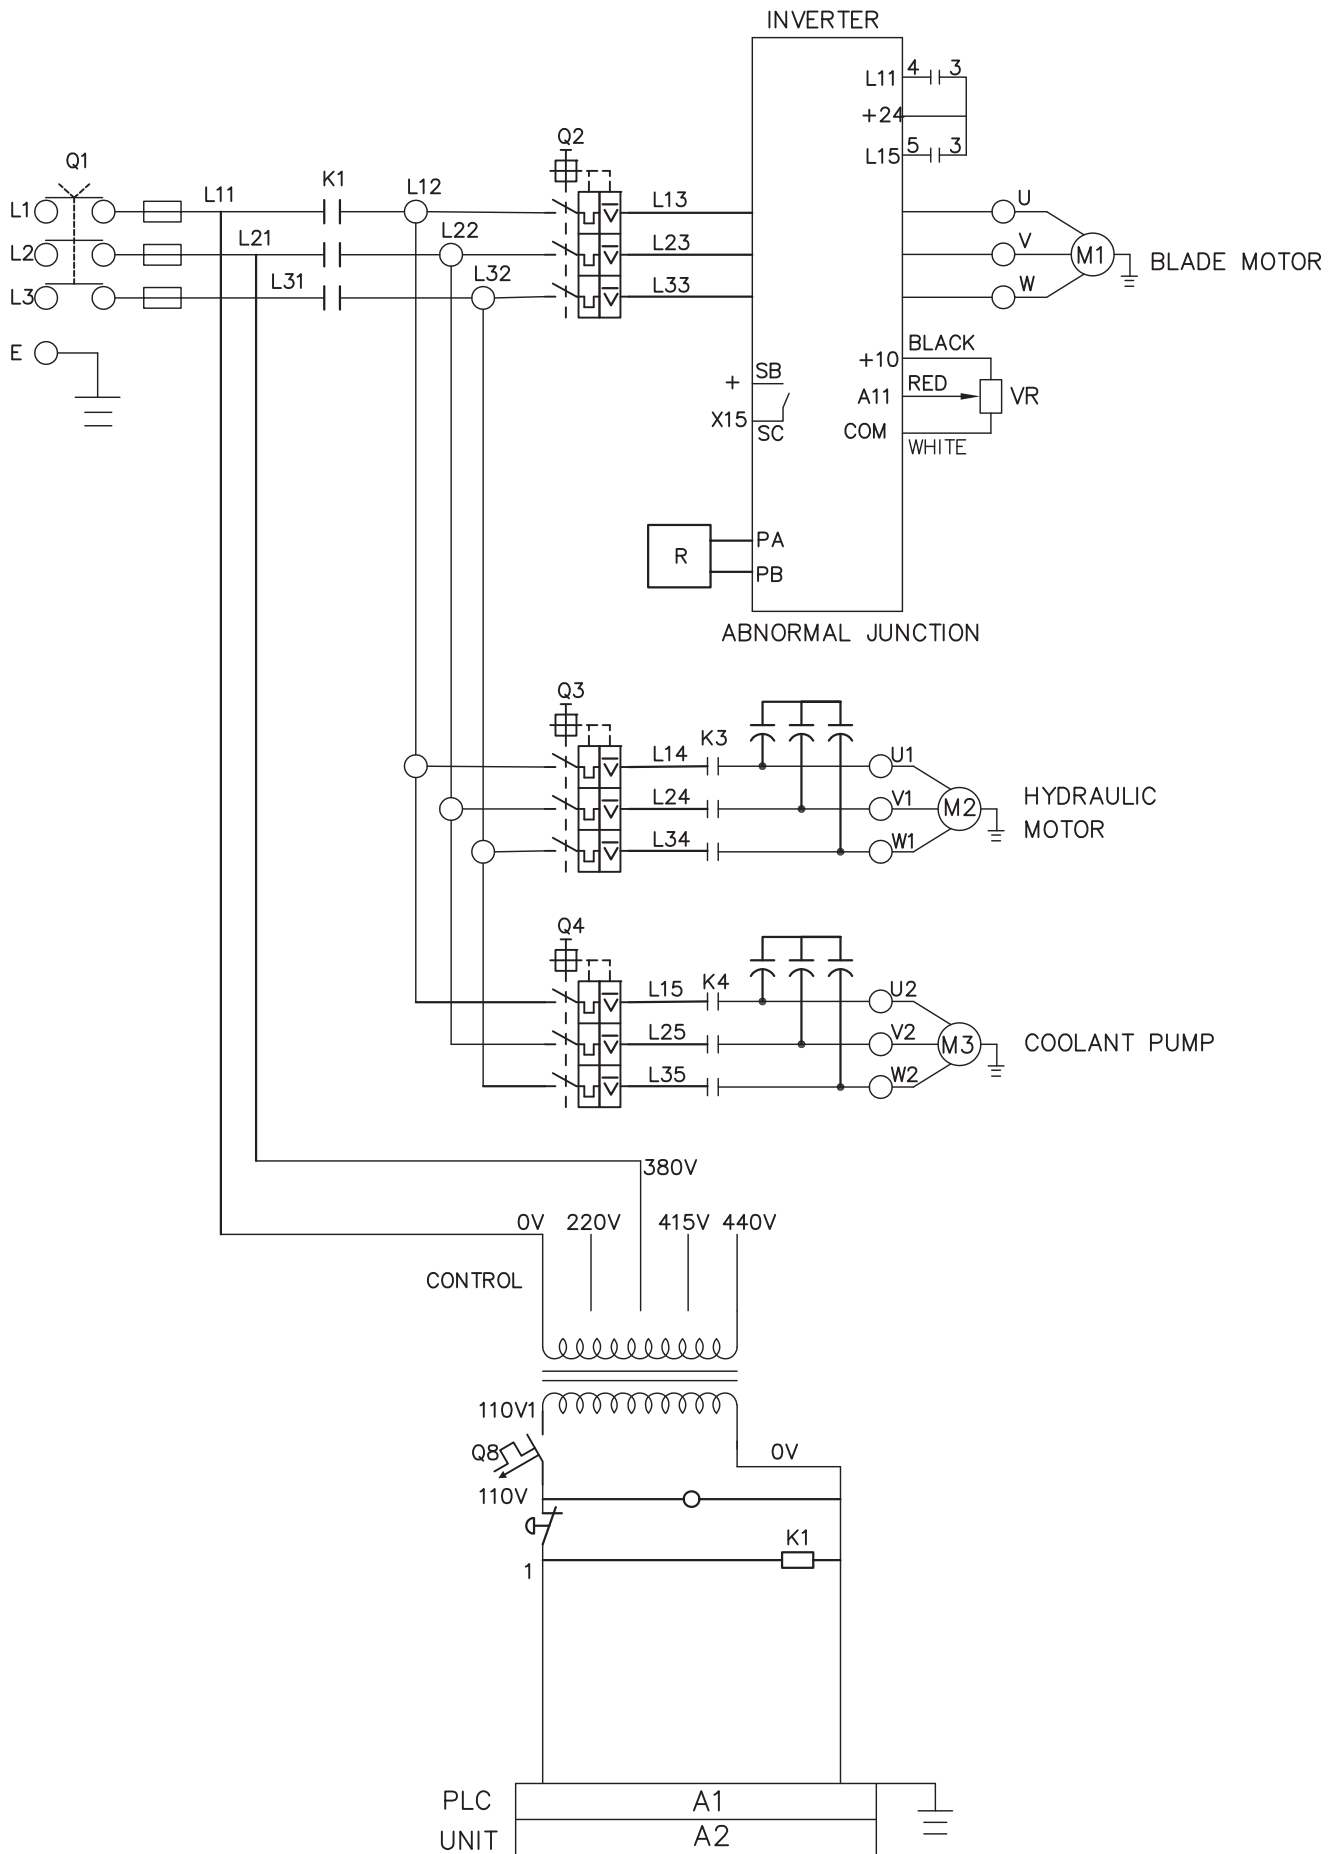 INVERTER
L11 4 3
+24
L15 5 3
Q1
L1
L2
L3
E
L11
L21
L31
K1
L12
L22
L32
Q2
L13
L23
L33
U
V
W
M1
BLADE MOTOR
+10 BLACK
A11 RED
COM
WHITE
VR
+ SB
X15
SC
R
PA
PB
ABNORMAL JUNCTION
Q3
L14
L24
L34
K3
U1
V1
W1
M2
HYDRAULIC
MOTOR
Q4
L15
L25
L35
K4
U2
V2
W2
M3
COOLANT PUMP
380V
0V 220V 415V 440V
CONTROL
110V1
Q8
0V
110V
K1
1
PLC A1
UNIT A2